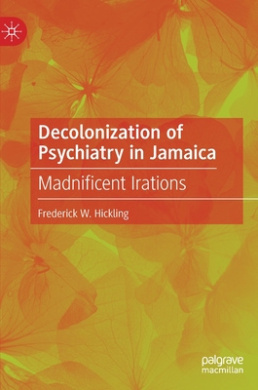 Decolonization of
Psychiatry in Jamaica
Madnificent Irations
Frederick W. Hickling
palgrave
macmillan